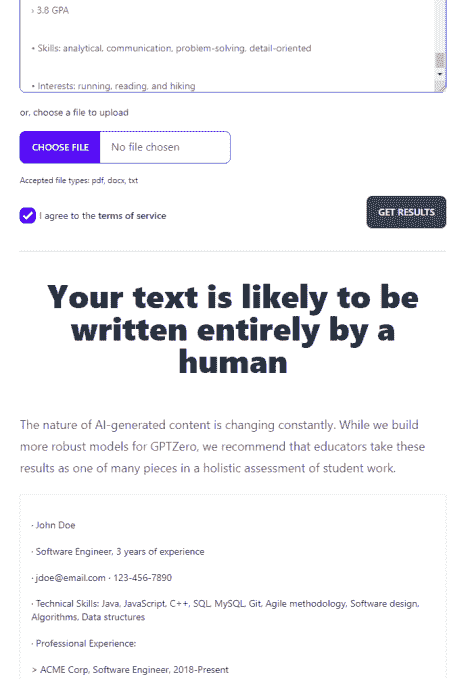 › 3.8 GPA
• Skills: analytical, communication, problem-solving, detail-oriented
• Interests: running, reading, and hiking
or, choose a file to upload
CHOOSE FILE No file chosen
Accepted file types: pdf, docx, txt
I agree to the terms of service
GET RESULTS
Your text is likely to be
written entirely by a
human
The nature of AI-generated content is changing constantly. While we build
more robust models for GPTZero, we recommend that educators take these
results as one of many pieces in a holistic assessment of student work.
· John Doe
· Software Engineer, 3 years of experience
· jdoe@email.com · 123-456-7890
· Technical Skills: Java, JavaScript, C++, SQL, MySQL, Git, Agile methodology, Software design,
Algorithms, Data structures
· Professional Experience:
> ACME Corp, Software Engineer, 2018-Present